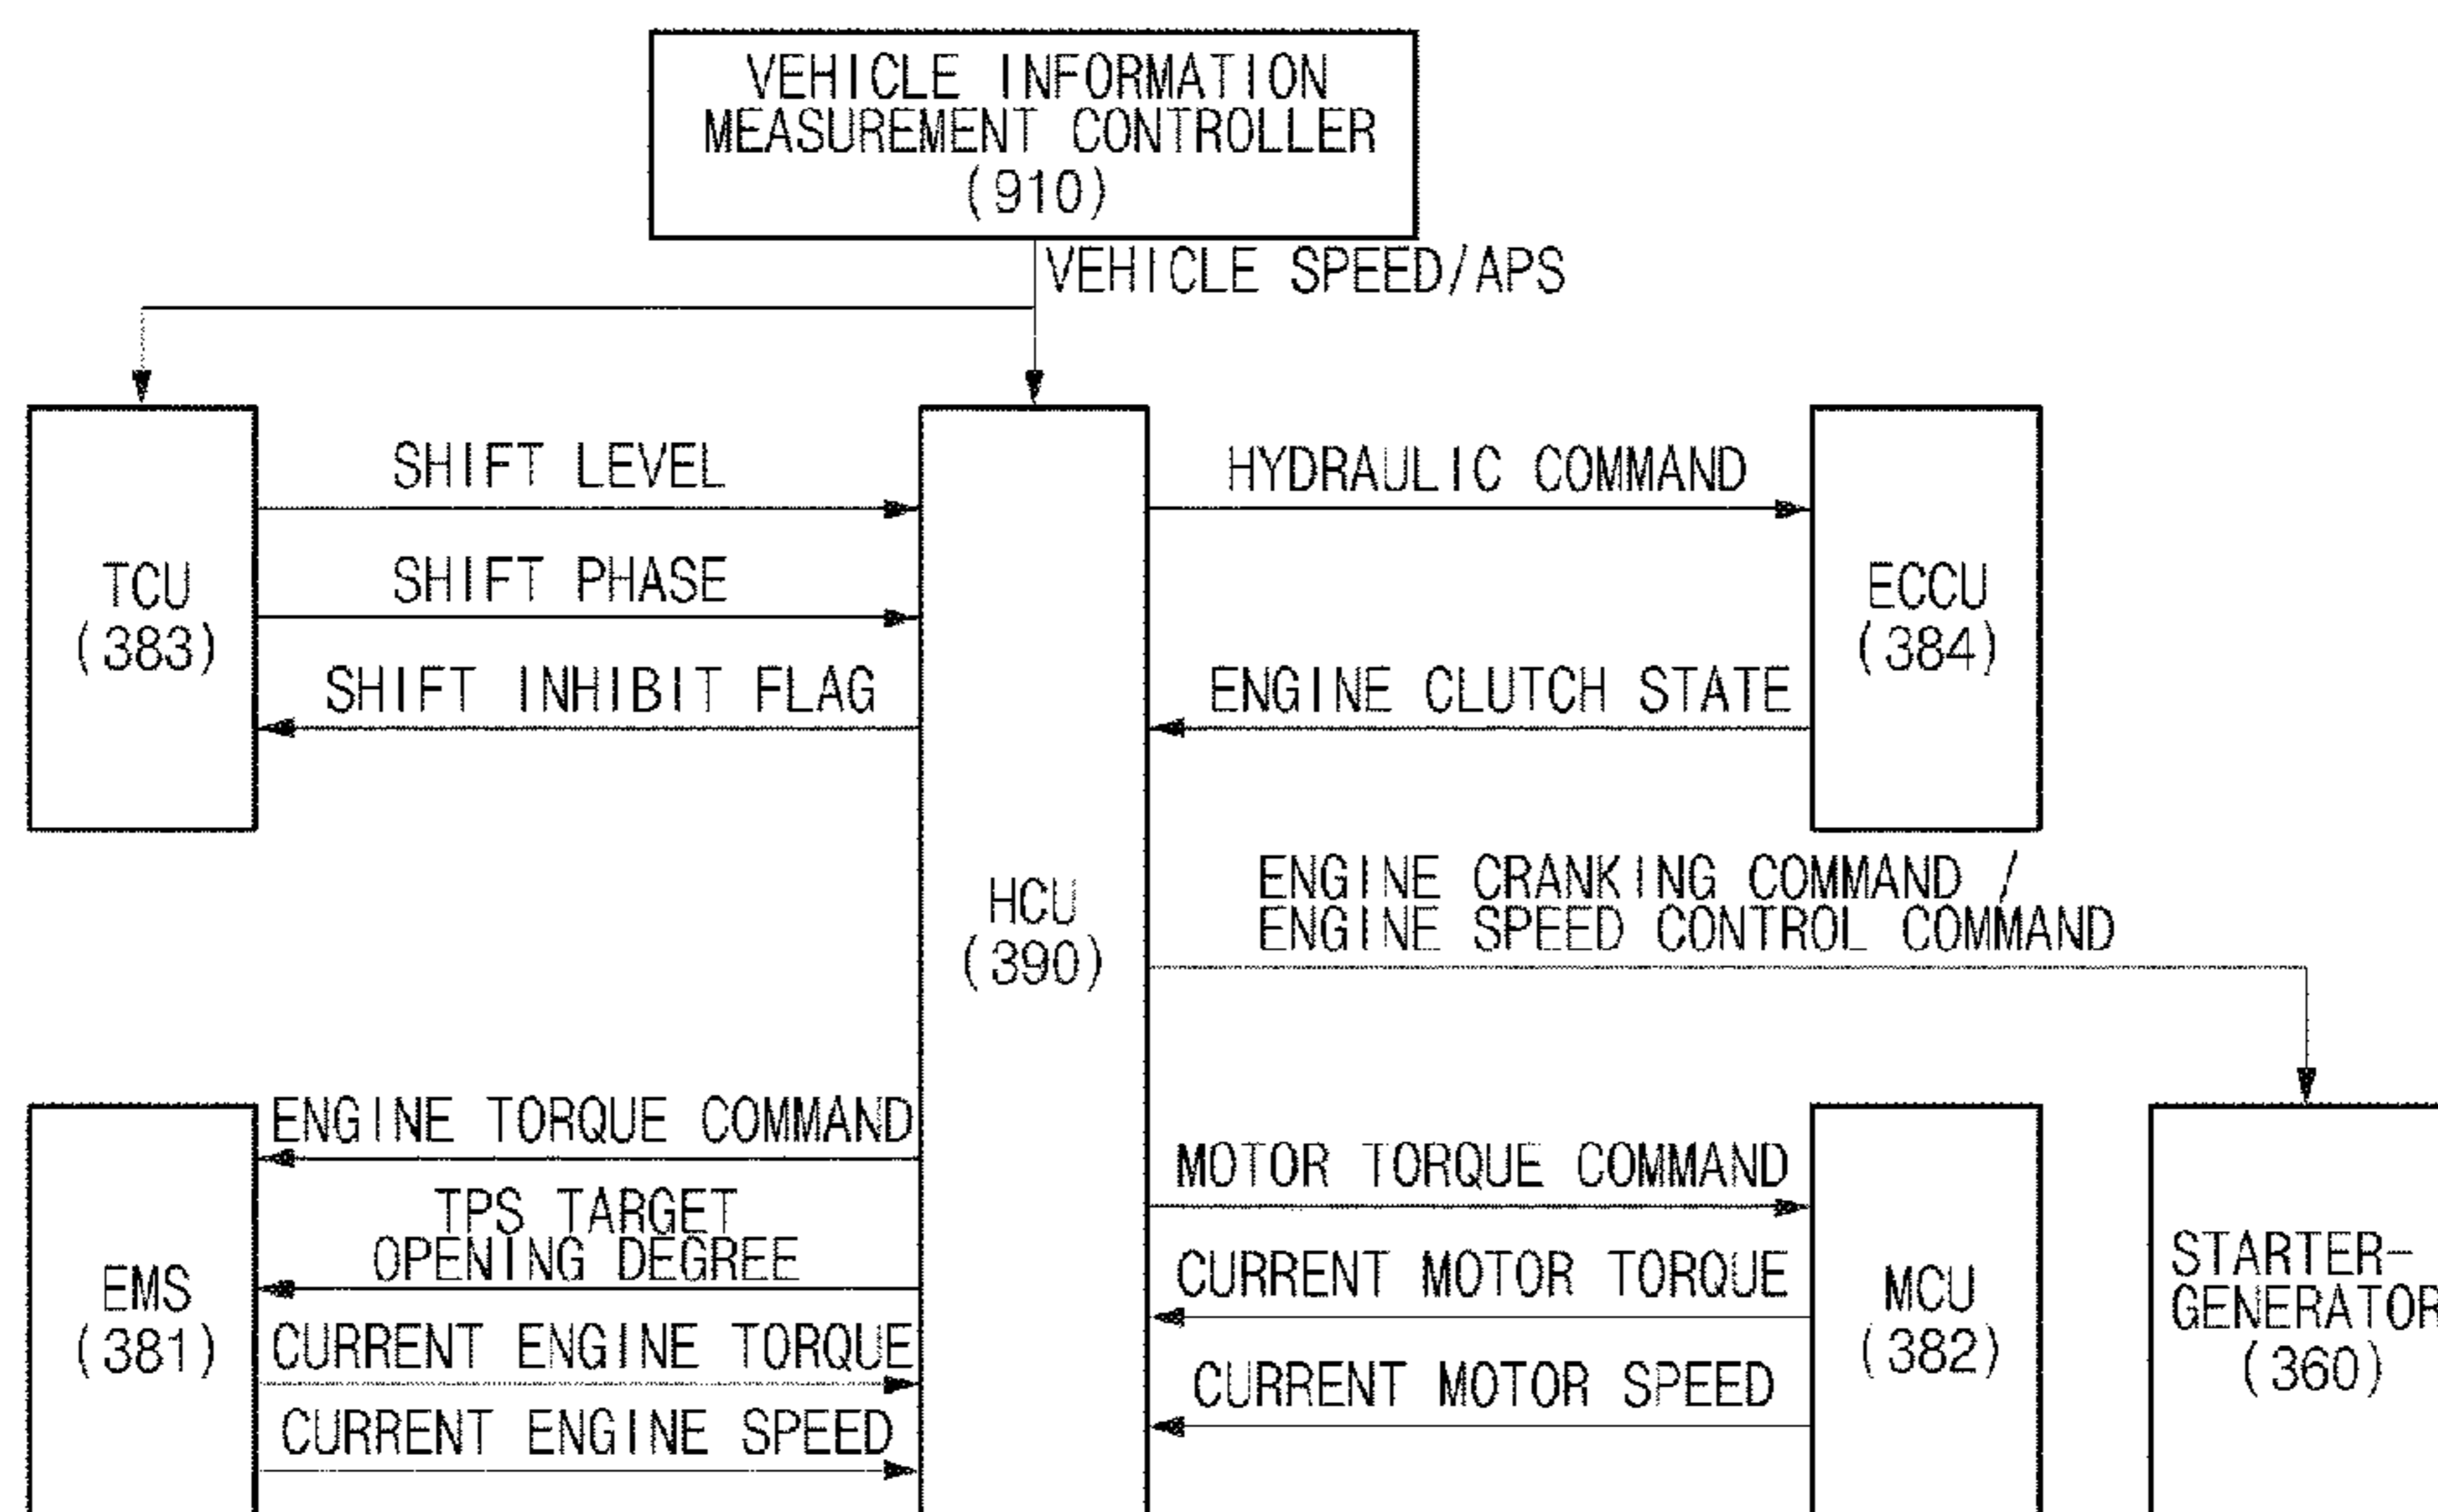 VEHICLE INFORMATION
MEASUREMENT CONTROLLER
(910)
VEHICLE SPEED/APS
TCU
(383)
SHIFT LEVEL
SHIFT PHASE
SHIFT INHIBIT FLAG
HCU
(390)
HYDRAULIC COMMAND
ENGINE CLUTCH STATE
ECCU
(384)
ENGINE CRANKING COMMAND /
ENGINE SPEED CONTROL COMMAND
EMS
(381)
ENGINE TORQUE COMMAND
TPS TARGET
OPENING DEGREE
CURRENT ENGINE TORQUE
CURRENT ENGINE SPEED
MOTOR TORQUE COMMAND
CURRENT MOTOR TORQUE
CURRENT MOTOR SPEED
MCU
(382)
STARTER-
GENERATOR
(360)